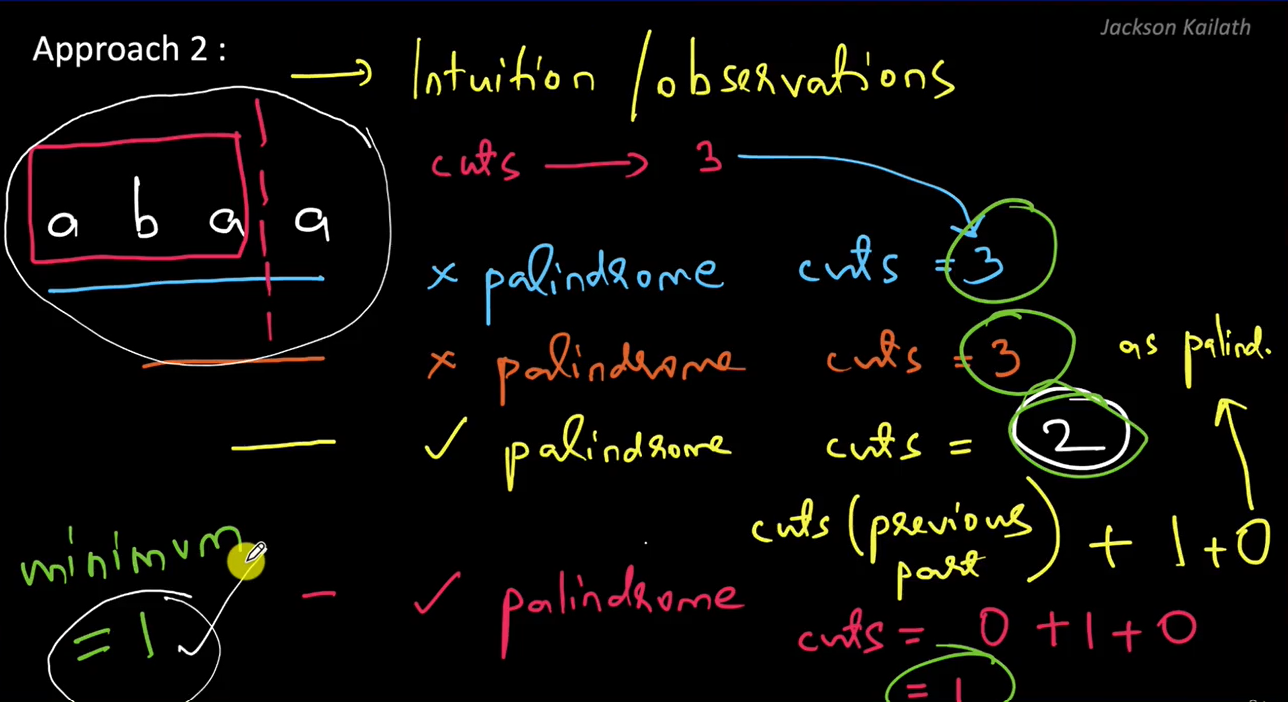 Jackson Kailath
Approach 2 :
Intuition / observations
cuts → 3
a b a a
× palindrome cuts = 3
× palindrome cuts = 3
as palind.
✓ palindrome cuts = 2
cuts (previous part) + 1 + 0
minimum
= 1 ✓
✓ palindrome
cuts = 0 + 1 + 0
= 1